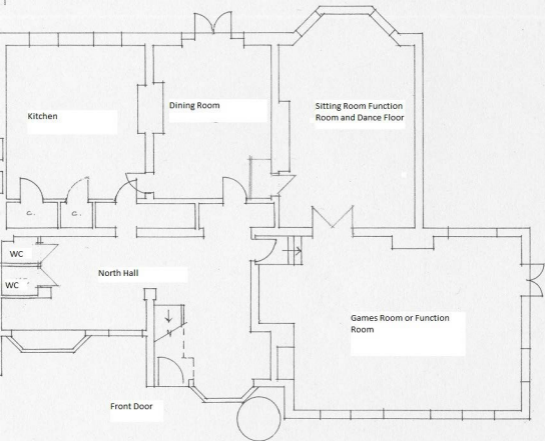 Kitchen
Dining Room
Sitting Room Function
Room and Dance Floor
C.
C.
WC
WC
North Hall
Games Room or Function
Room
Front Door